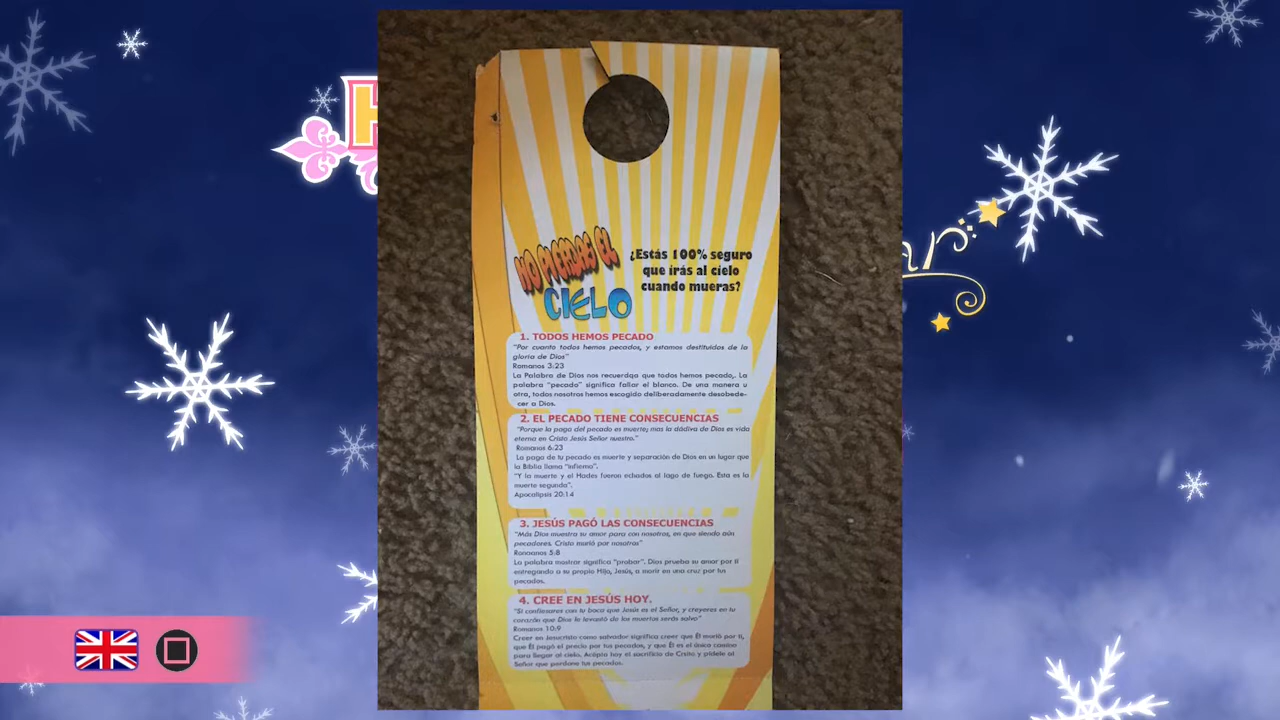 H
ar
NO PIERDAS EL
CIELO
¿Estás 100% seguro
que irás al cielo
cuando mueras?
1. TODOS HEMOS PECADO
"Por cuanto todos hemos pecados, y estamos destituidos de la
gloria de Dios"
Romanos 3:23
La Palabra de Dios nos recuerdqa que todos hemos pecado,. La
palabra "pecado" significa fallar el blanco. De una manera u
otra, todos nosotros hemos escogido deliberadamente desobede-
cer a Dios.
2. EL PECADO TIENE CONSECUENCIAS
"Porque la paga del pecado es muerte; mas la dádiva de Dios es vida
eterna en Cristo Jesús Señor nuestro."
Romanos 6:23
La paga de tu pecado es muerte y separación de Dios en un lugar que
la Biblia llama "infierno".
"Y la muerte y el Hades fueron echados al lago de fuego. Esta es la
muerte segunda".
Apocalipsis 20:14
3. JESÚS PAGÓ LAS CONSECUENCIAS
"Más Dios muestra su amor para con nosotros, en que siendo aún
pecadores. Cristo murió por nosotros"
Romaonos 5:8
La palabra mostrar significa "probar". Dios prueba su amor por tí
entregando a su propio Hijo, Jesús, a morir en una cruz por tus
pecados.
4. CREE EN JESÚS HOY.
"Si confiesares con tu boca que Jesús es el Señor, y creyeres en tu
corazón que Dios le levantó de los muertos serás salvo"
Romanos 10:9
Creer en Jesucristo como salvador significa creer que Él murió por ti,
que Él pagó el precio por tus pecados, y que Él es el único camino
para llegar al cielo. Acépta hoy el sacrificio de Crsito y pídele al
Señor que perdone tus pecados.